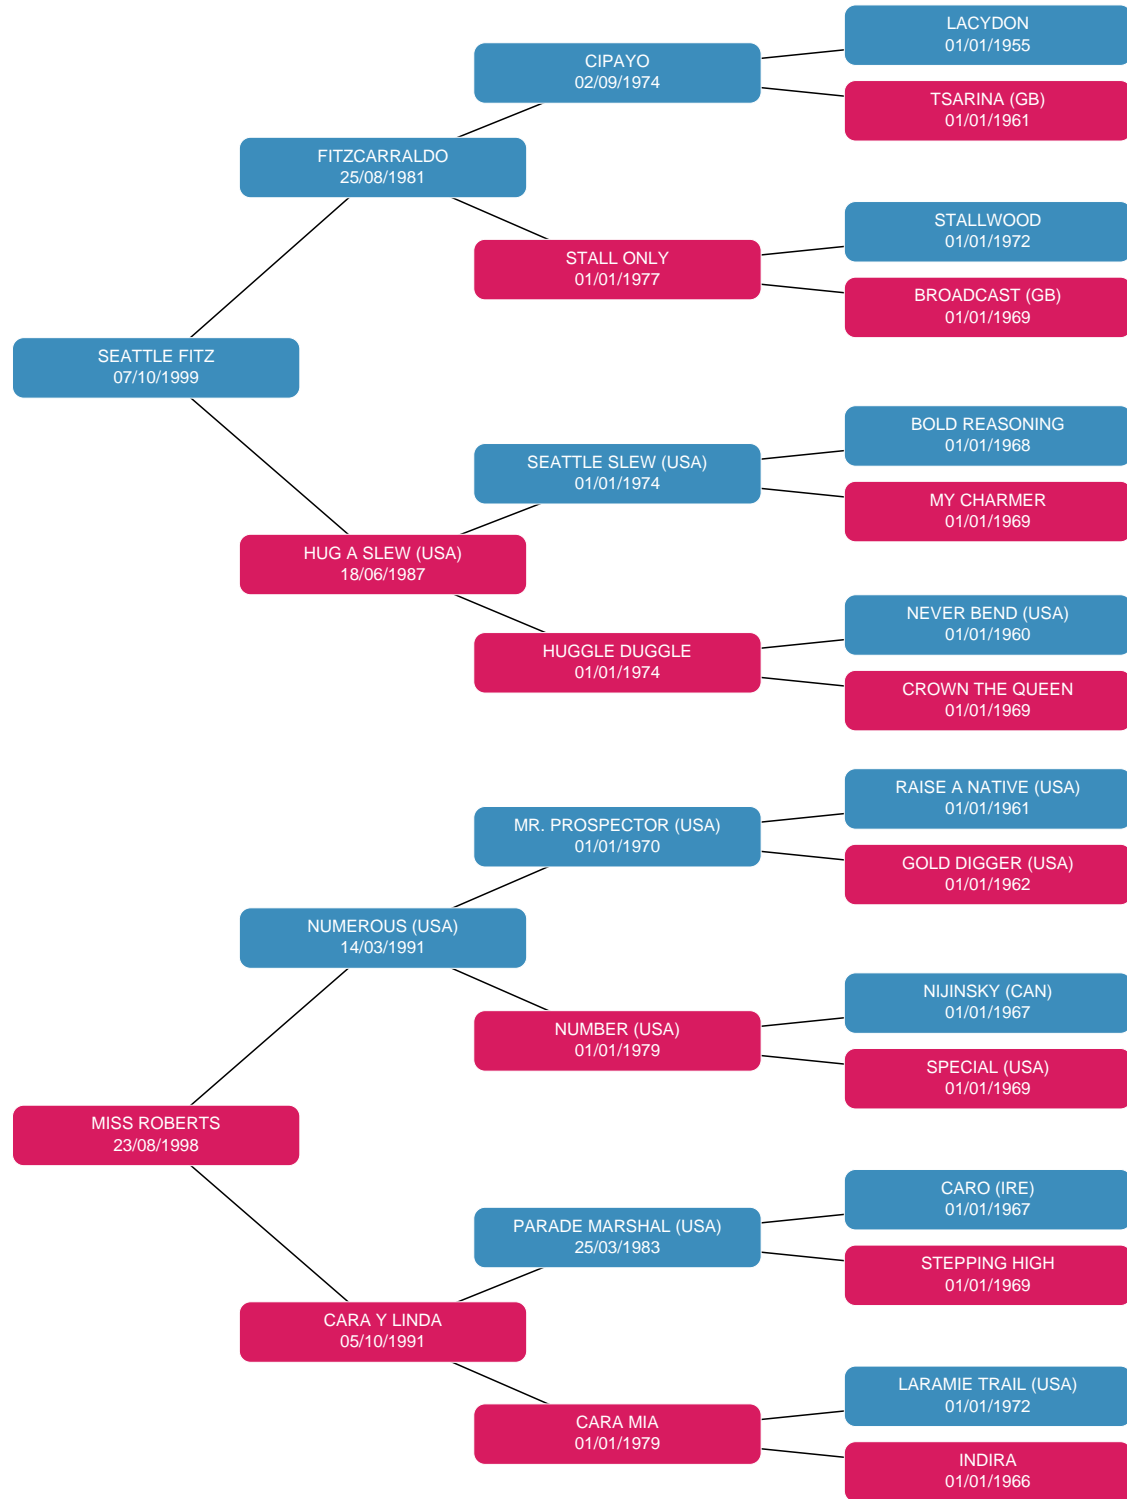 LACYDON
01/01/1955
CIPAYO
02/09/1974
TSARINA (GB)
01/01/1961
FITZCARRALDO
25/08/1981
STALLWOOD
01/01/1972
STALL ONLY
01/01/1977
BROADCAST (GB)
01/01/1969
SEATTLE FITZ
07/10/1999
BOLD REASONING
01/01/1968
SEATTLE SLEW (USA)
01/01/1974
MY CHARMER
01/01/1969
HUG A SLEW (USA)
18/06/1987
NEVER BEND (USA)
01/01/1960
HUGGLE DUGGLE
01/01/1974
CROWN THE QUEEN
01/01/1969
RAISE A NATIVE (USA)
01/01/1961
MR. PROSPECTOR (USA)
01/01/1970
GOLD DIGGER (USA)
01/01/1962
NUMEROUS (USA)
14/03/1991
NIJINSKY (CAN)
01/01/1967
NUMBER (USA)
01/01/1979
SPECIAL (USA)
01/01/1969
MISS ROBERTS
23/08/1998
CARO (IRE)
01/01/1967
PARADE MARSHAL (USA)
25/03/1983
STEPPING HIGH
01/01/1969
CARA Y LINDA
05/10/1991
LARAMIE TRAIL (USA)
01/01/1972
CARA MIA
01/01/1979
INDIRA
01/01/1966